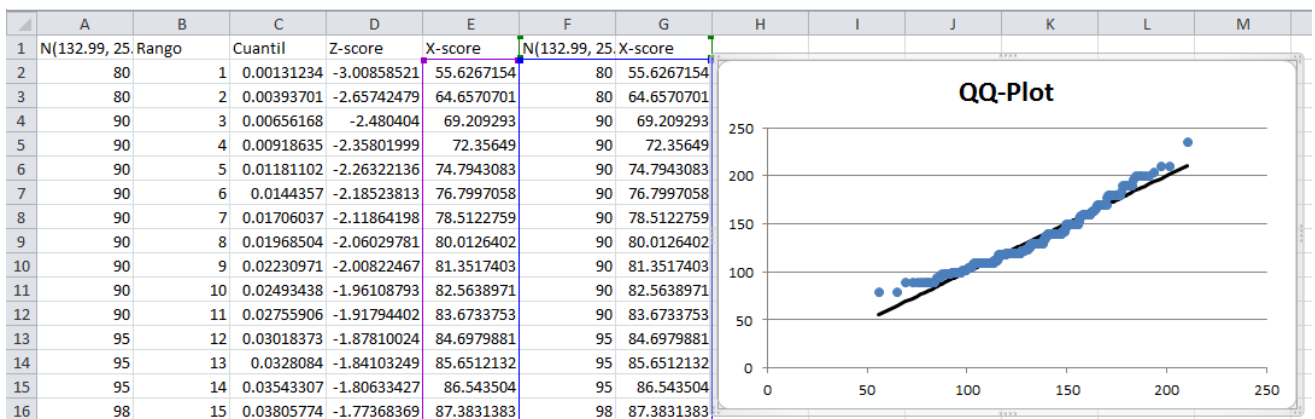 A B C D E F G H I J K L M
1 N(132.99, 25. Rango Cuantil Z-score X-score N(132.99, 25. X-score
2 80 1 0.00131234 -3.00858521 55.6267154 80 55.6267154
3 80 2 0.00393701 -2.65742479 64.6570701 80 64.6570701
4 90 3 0.00656168 -2.480404 69.209293 90 69.209293
5 90 4 0.00918635 -2.35801999 72.35649 90 72.35649
6 90 5 0.01181102 -2.26322136 74.7943083 90 74.7943083
7 90 6 0.0144357 -2.18523813 76.7997058 90 76.7997058
8 90 7 0.01706037 -2.11864198 78.5122759 90 78.5122759
9 90 8 0.01968504 -2.06029781 80.0126402 90 80.0126402
10 90 9 0.02230971 -2.00822467 81.3517403 90 81.3517403
11 90 10 0.02493438 -1.96108793 82.5638971 90 82.5638971
12 90 11 0.02755906 -1.91794402 83.6733753 90 83.6733753
13 95 12 0.03018373 -1.87810024 84.6979881 95 84.6979881
14 95 13 0.0328084 -1.84103249 85.6512132 95 85.6512132
15 95 14 0.03543307 -1.80633427 86.543504 95 86.543504
16 98 15 0.03805774 -1.77368369 87.3831383 98 87.3831383
QQ-Plot
250
200
150
100
50
0
0 50 100 150 200 250